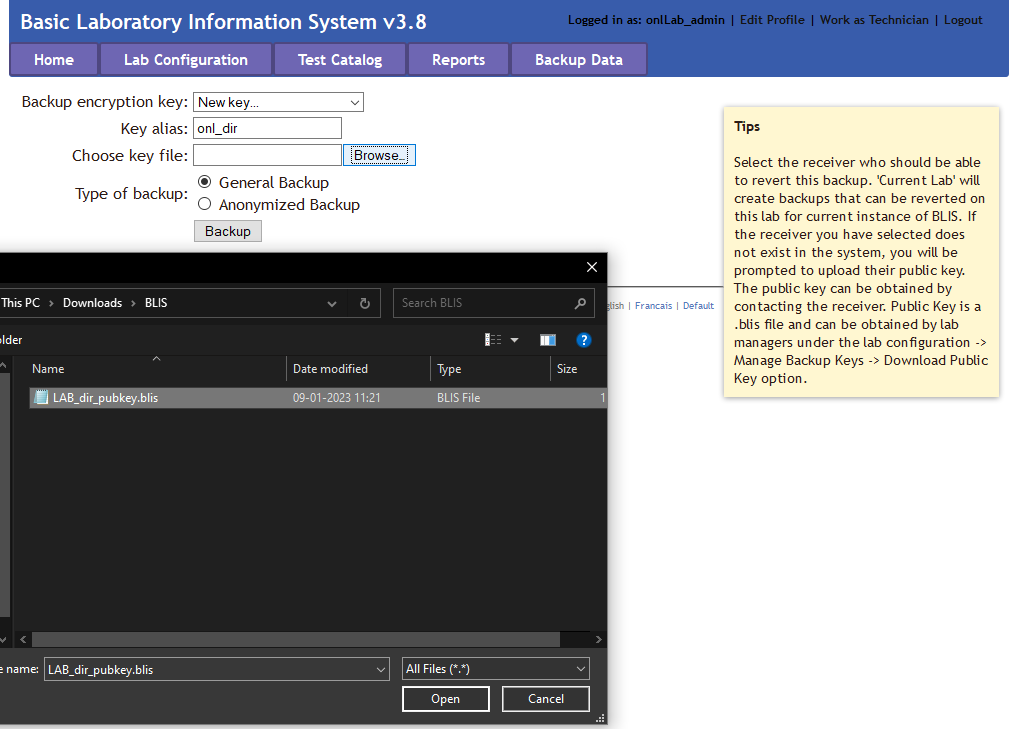 Basic Laboratory Information System v3.8
Logged in as: onlLab_admin | Edit Profile | Work as Technician | Logout
Home Lab Configuration Test Catalog Reports Backup Data
Backup encryption key: New key...
Key alias: onl_dir
Choose key file: Browse...
Type of backup: General Backup
Anonymized Backup
Backup
Tips
Select the receiver who should be able
to revert this backup. 'Current Lab' will
create backups that can be reverted on
this lab for current instance of BLIS. If
the receiver you have selected does
not exist in the system, you will be
prompted to upload their public key.
The public key can be obtained by
contacting the receiver. Public Key is a
.blis file and can be obtained by lab
managers under the lab configuration ->
Manage Backup Keys -> Download Public
Key option.
glish | Francais | Default
This PC > Downloads > BLIS
Search BLIS
older
Name Date modified Type Size
LAB_dir_pubkey.blis 09-01-2023 11:21 BLIS File 1
e name: LAB_dir_pubkey.blis All Files (*.*)
Open Cancel